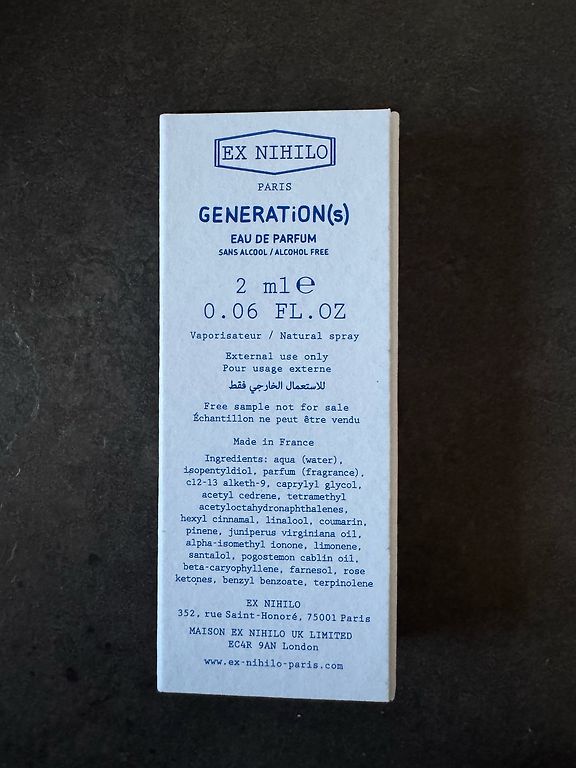 EX NIHILO
PARIS
GENERATiON(s)
EAU DE PARFUM
SANS ALCOOL / ALCOHOL FREE
2 ml℮
0.06 FL.OZ
Vaporisateur / Natural spray
External use only
Pour usage externe
للاستعمال الخارجي فقط
Free sample not for sale
Échantillon ne peut être vendu
Made in France
Ingredients: aqua (water),
isopentyldiol, parfum (fragrance),
c12-13 alketh-9, caprylyl glycol,
acetyl cedrene, tetramethyl
acetyloctahydronaphthalenes,
hexyl cinnamal, linalool, coumarin,
pinene, juniperus virginiana oil,
alpha-isomethyl ionone, limonene,
santalol, pogostemon cablin oil,
beta-caryophyllene, farnesol, rose
ketones, benzyl benzoate, terpinolene
EX NIHILO
352, rue Saint-Honoré, 75001 Paris
MAISON EX NIHILO UK LIMITED
EC4R 9AN London
www.ex-nihilo-paris.com